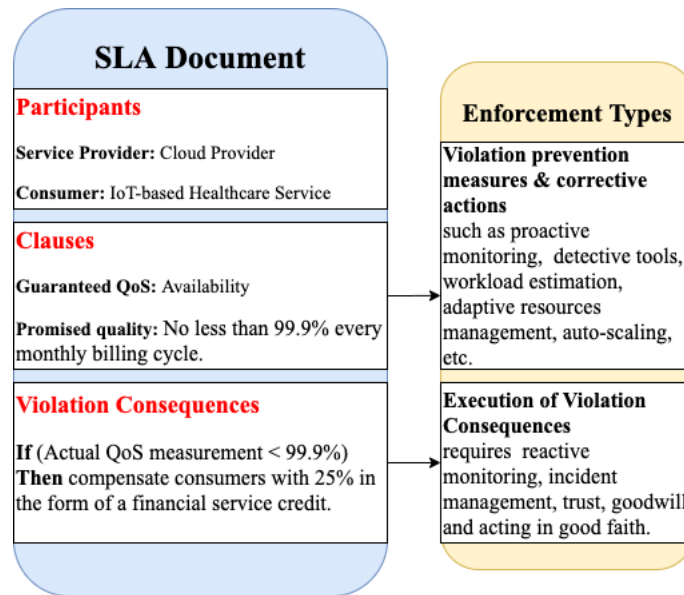 SLA Document
Participants
Service Provider: Cloud Provider
Consumer: IoT-based Healthcare Service
Clauses
Guaranteed QoS: Availability
Promised quality: No less than 99.9% every
monthly billing cycle.
Violation Consequences
If (Actual QoS measurement < 99.9%)
Then compensate consumers with 25% in
the form of a financial service credit.
Enforcement Types
Violation prevention
measures & corrective
actions
such as proactive
monitoring, detective tools,
workload estimation,
adaptive resources
management, auto-scaling,
etc.
Execution of Violation
Consequences
requires reactive
monitoring, incident
management, trust, goodwill
and acting in good faith.